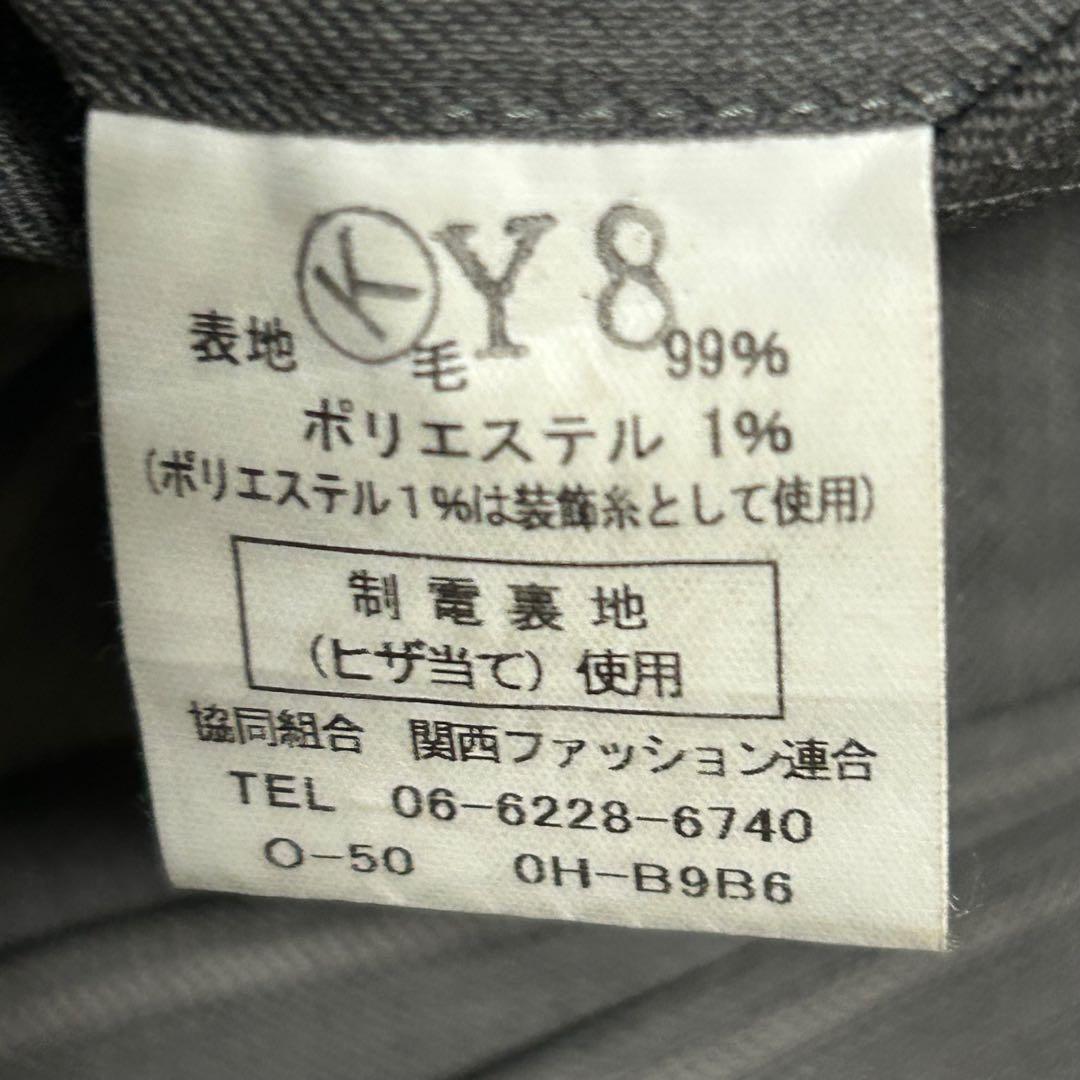 Ⓚ Y 8
表地 毛 99%
ポリエステル 1%
(ポリエステル1%は装飾糸として使用)
制電裏地
(ヒザ当て) 使用
協同組合 関西ファッション連合
TEL 06-6228-6740
O-50 OH-B9B6